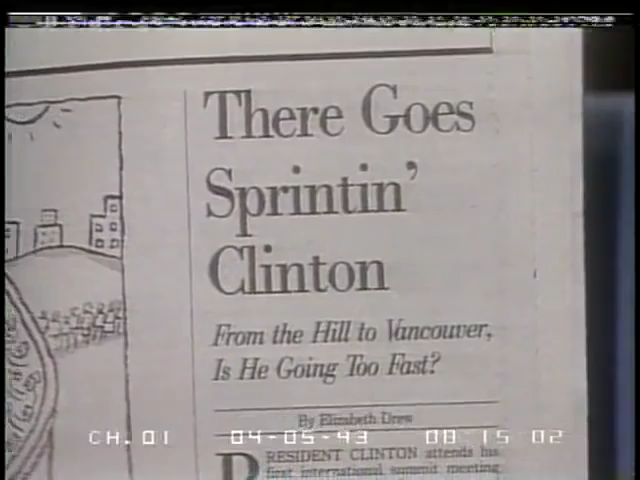 There Goes
Sprintin'
Clinton
From the Hill to Vancouver,
Is He Going Too Fast?
By Elizabeth Drew
CH.01 04-05-93 08 15 02
PRESIDENT CLINTON attends his
first international summit meeting